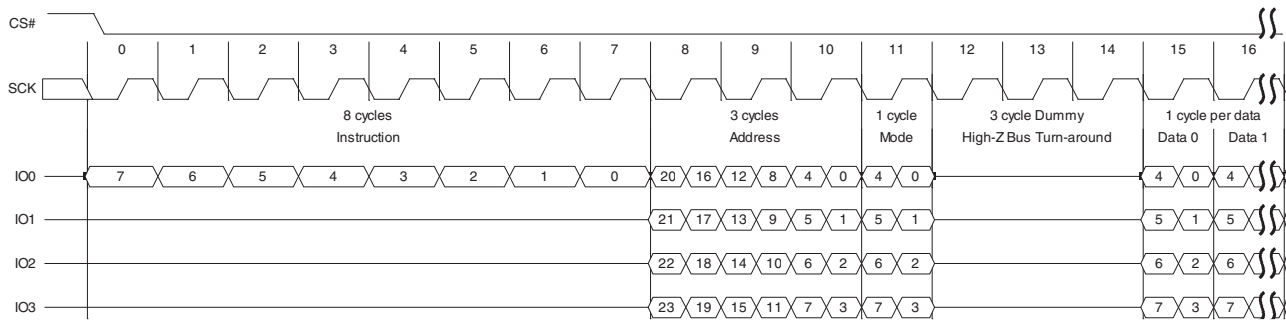 CS#
0 1 2 3 4 5 6 7 8 9 10 11 12 13 14 15 16
SCK
8 cycles 3 cycles 1 cycle 3 cycle Dummy 1 cycle per data
Instruction Address Mode High-Z Bus Turn-around Data 0 Data 1
IO0 7 6 5 4 3 2 1 0 20 16 12 8 4 0 4 0 4 0 4
IO1 21 17 13 9 5 1 5 1 5 1 5
IO2 22 18 14 10 6 2 6 2 6 2 6
IO3 23 19 15 11 7 3 7 3 7 3 7